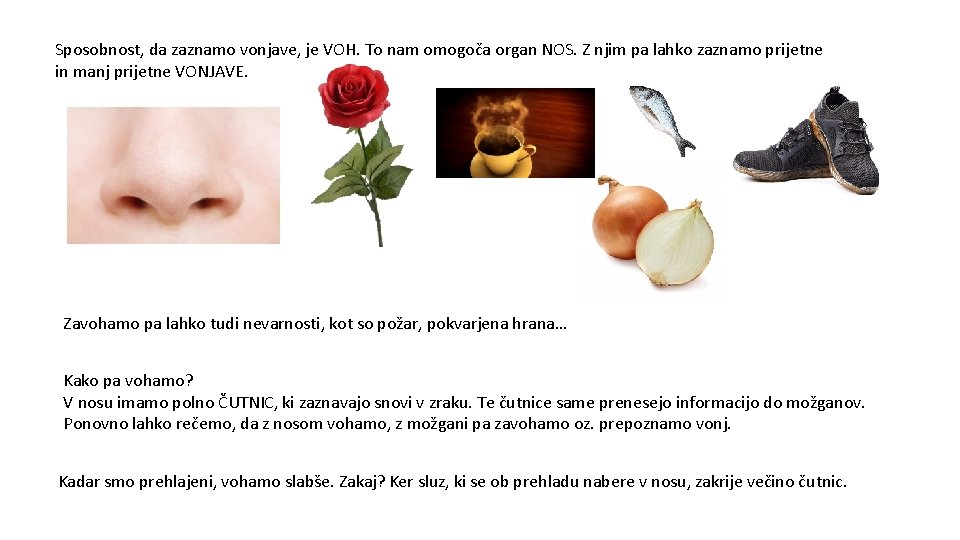 Sposobnost, da zaznamo vonjave, je VOH. To nam omogoča organ NOS. Z njim pa lahko zaznamo prijetne
in manj prijetne VONJAVE.
Zavohamo pa lahko tudi nevarnosti, kot so požar, pokvarjena hrana...
Kako pa vohamo?
V nosu imamo polno ČUTNIC, ki zaznavajo snovi v zraku. Te čutnice same prenesejo informacijo do možganov.
Ponovno lahko rečemo, da z nosom vohamo, z možgani pa zavohamo oz. prepoznamo vonj.
Kadar smo prehlajeni, vohamo slabše. Zakaj? Ker sluz, ki se ob prehladu nabere v nosu, zakrije večino čutnic.